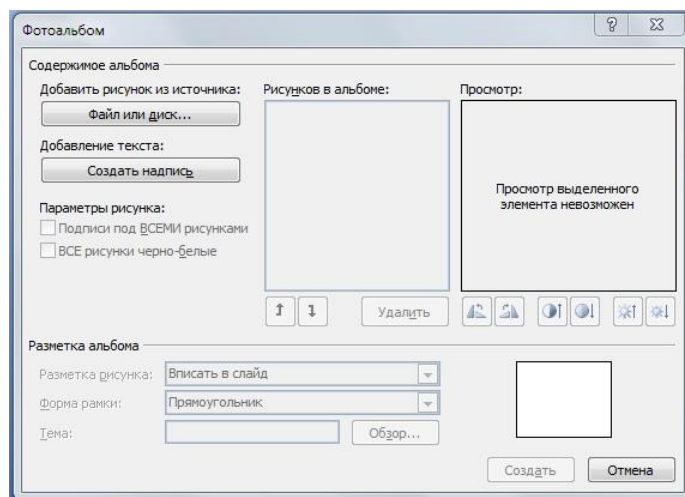 Фотоальбом
Содержимое альбома
Добавить рисунок из источника:
Файл или диск...
Добавление текста:
Создать надпись
Параметры рисунка:
Подписи под ВСЕМИ рисунками
ВСЕ рисунки черно-белые
Рисунков в альбоме:
Удалить
Просмотр:
Просмотр выделенного
элемента невозможен
Разметка альбома
Разметка рисунка:
Вписать в слайд
Форма рамки:
Прямоугольник
Тема:
Обзор...
Создать
Отмена